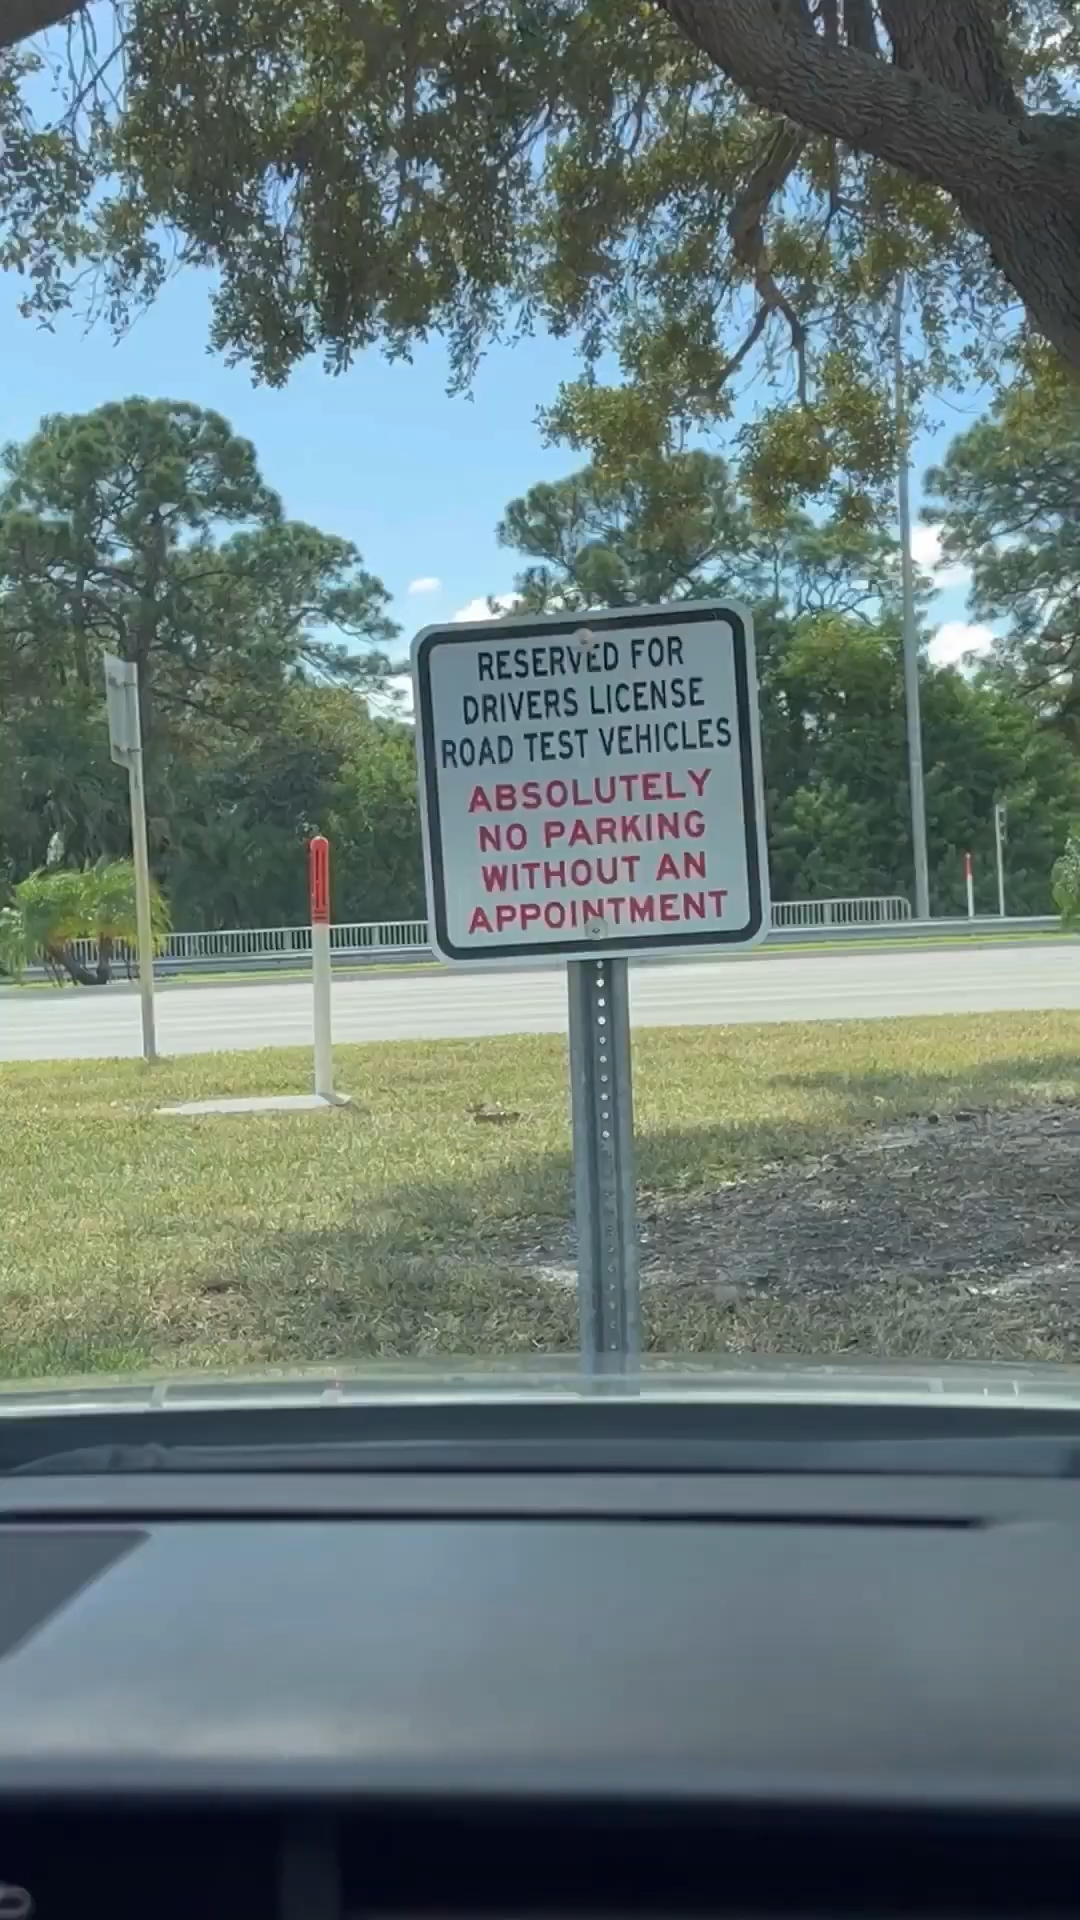 RESERVED FOR
DRIVERS LICENSE
ROAD TEST VEHICLES
ABSOLUTELY
NO PARKING
WITHOUT AN
APPOINTMENT